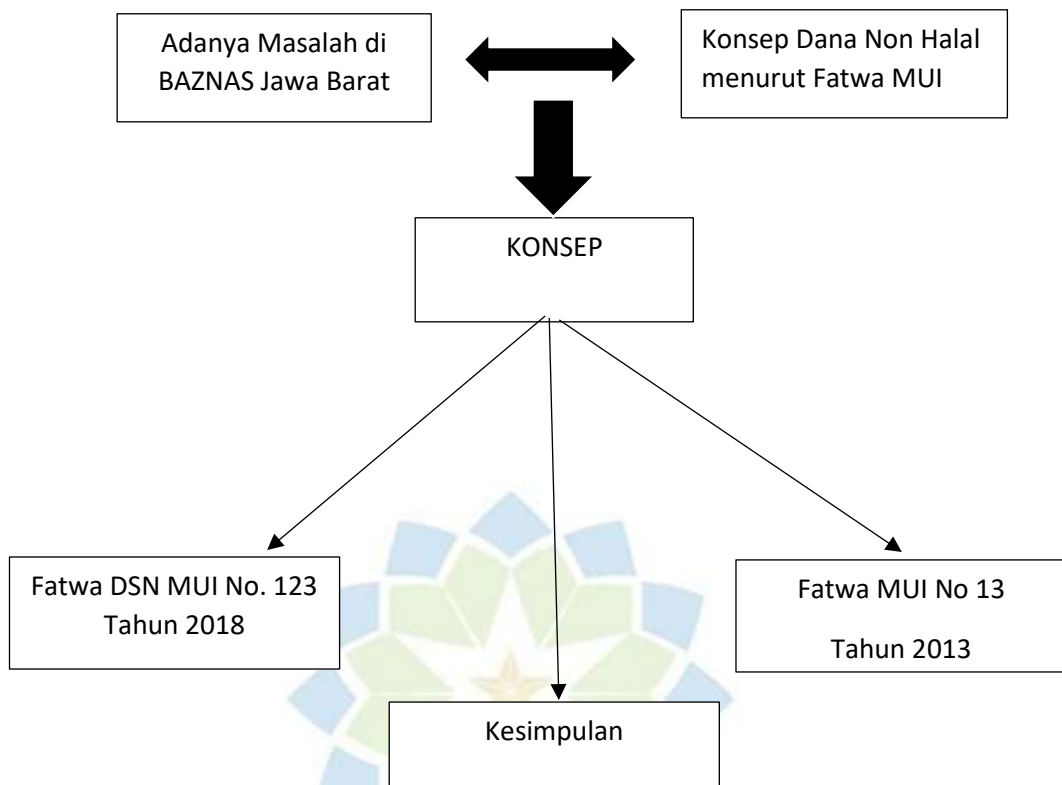 Adanya Masalah di
BAZNAS Jawa Barat
Konsep Dana Non Halal
menurut Fatwa MUI
KONSEP
Fatwa DSN MUI No. 123
Tahun 2018
Fatwa MUI No 13
Tahun 2013
Kesimpulan